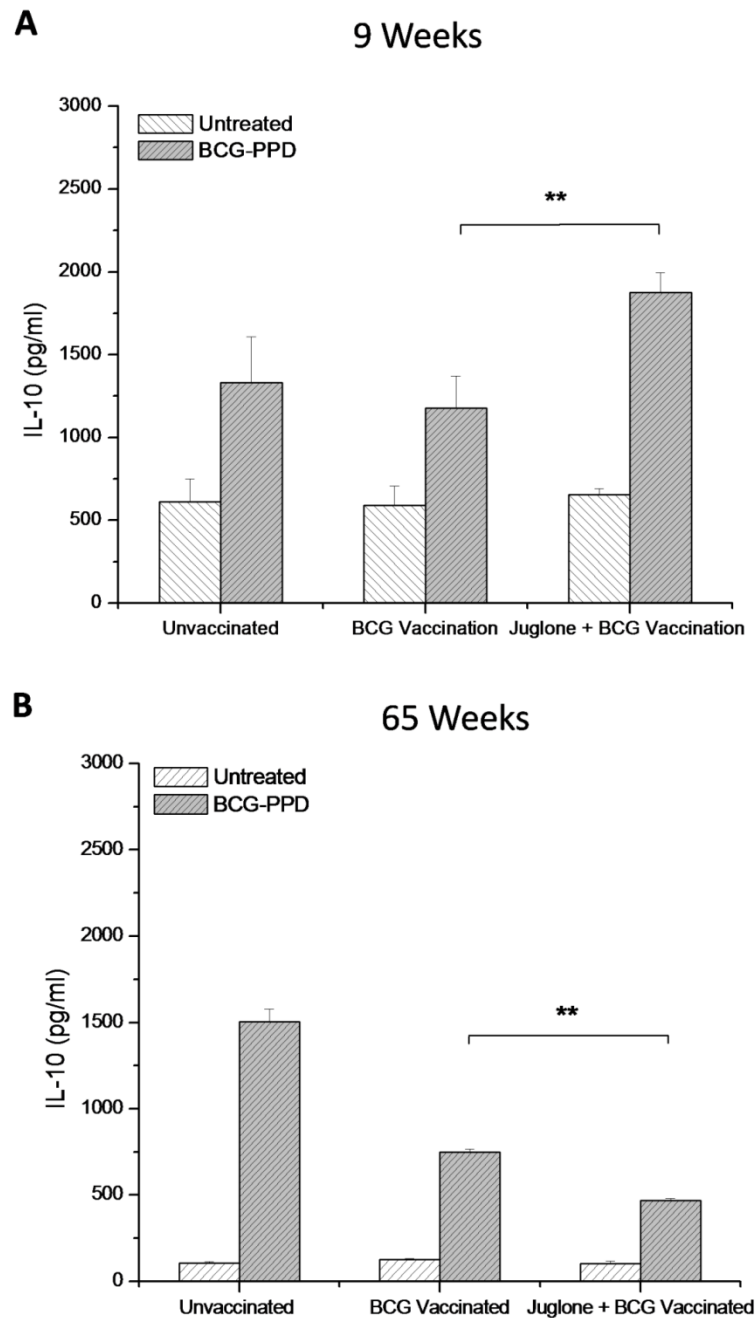 A
9 Weeks
3000
Untreated
BCG-PPD
2500
**
2000
1500
IL-10 (pg/ml)
1000
500
0
Unvaccinated BCG Vaccination Juglone + BCG Vaccination
B
65 Weeks
3000
Untreated
BCG-PPD
2500
2000
**
1500
IL-10 (pg/ml)
1000
500
0
Unvaccinated BCG Vaccinated Juglone + BCG Vaccinated